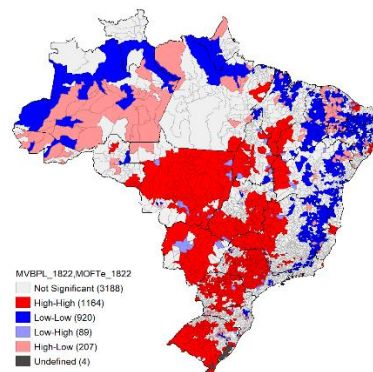 MVBPL_1822,MOFTe_1822
Not Significant (3188)
High-High (1164)
Low-Low (920)
Low-High (89)
High-Low (207)
Undefined (4)